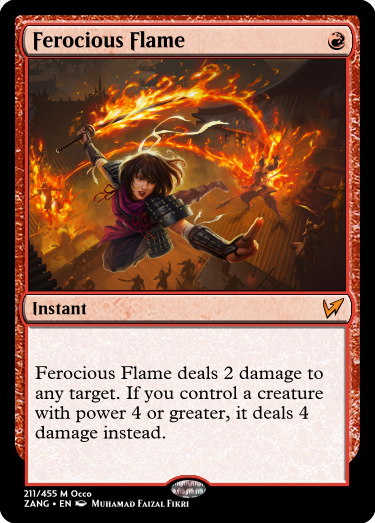 Ferocious Flame
Instant
Ferocious Flame deals 2 damage to
any target. If you control a creature
with power 4 or greater, it deals 4
damage instead.
211/455 M Occo
ZANG • EN Muhamad Faizal Fikri